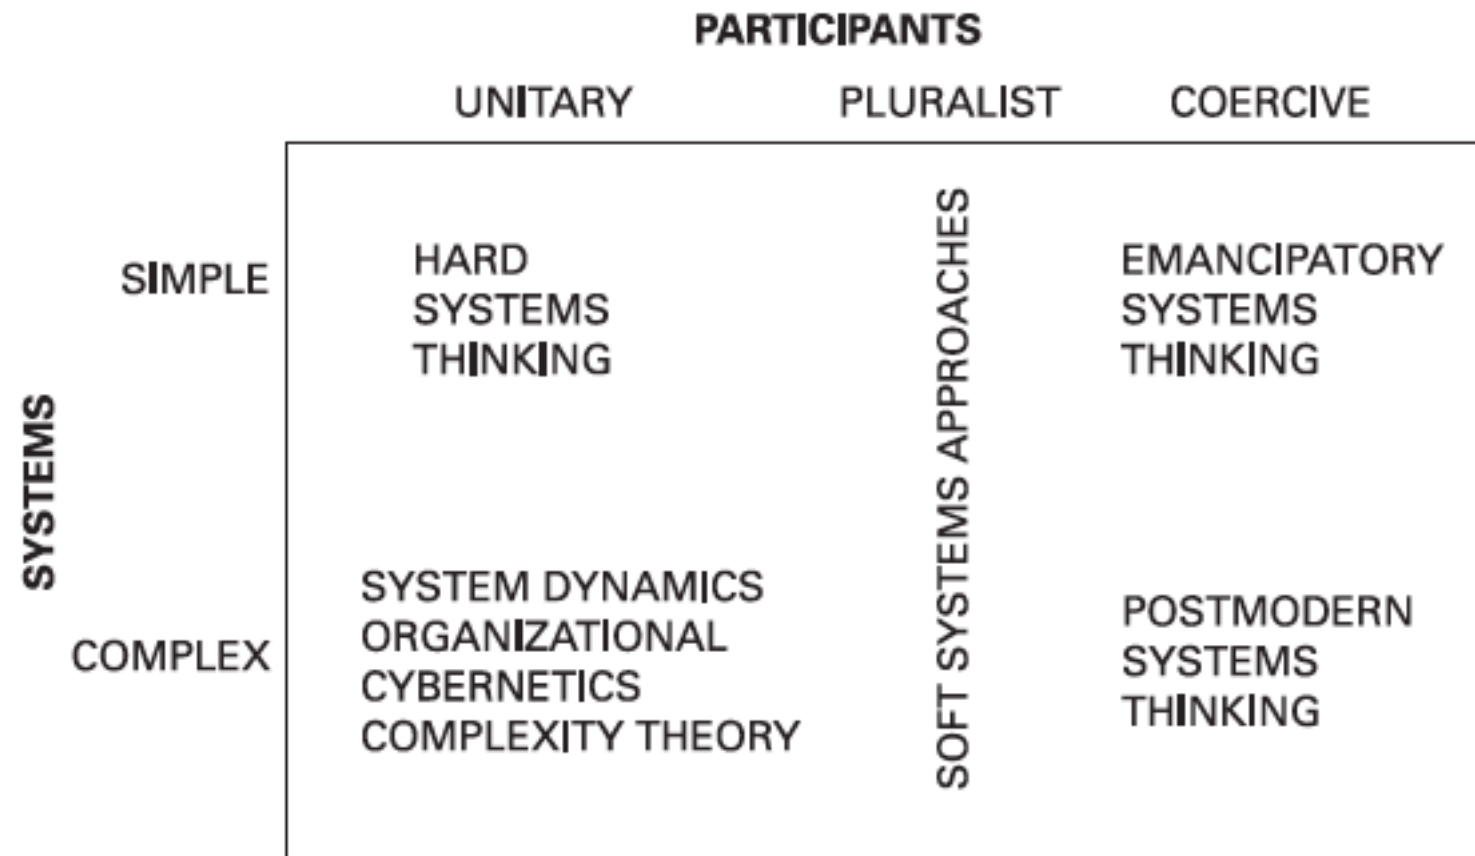 PARTICIPANTS
UNITARY PLURALIST COERCIVE
SYSTEMS
SIMPLE
HARD
SYSTEMS
THINKING
SOFT SYSTEMS APPROACHES
EMANCIPATORY
SYSTEMS
THINKING
COMPLEX
SYSTEM DYNAMICS
ORGANIZATIONAL
CYBERNETICS
COMPLEXITY THEORY
POSTMODERN
SYSTEMS
THINKING